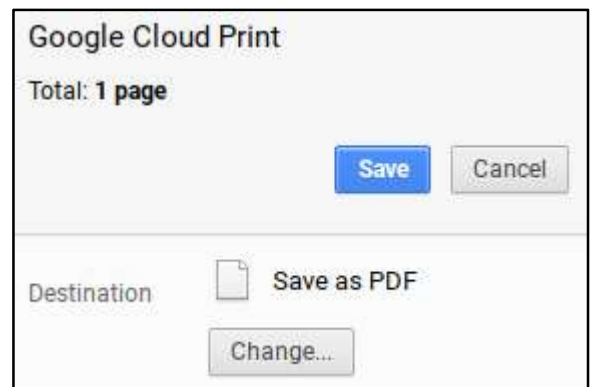 Google Cloud Print
Total: 1 page
Save Cancel
Destination Save as PDF
Change...